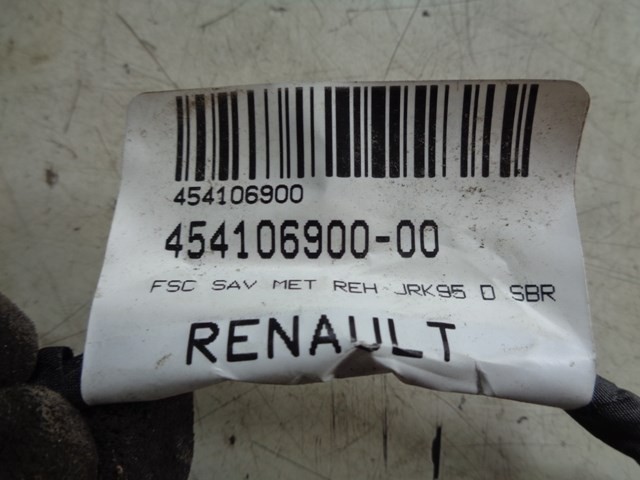 454106900
454106900-00
FSC SAV MET REH JRK95 D SBR
RENAULT